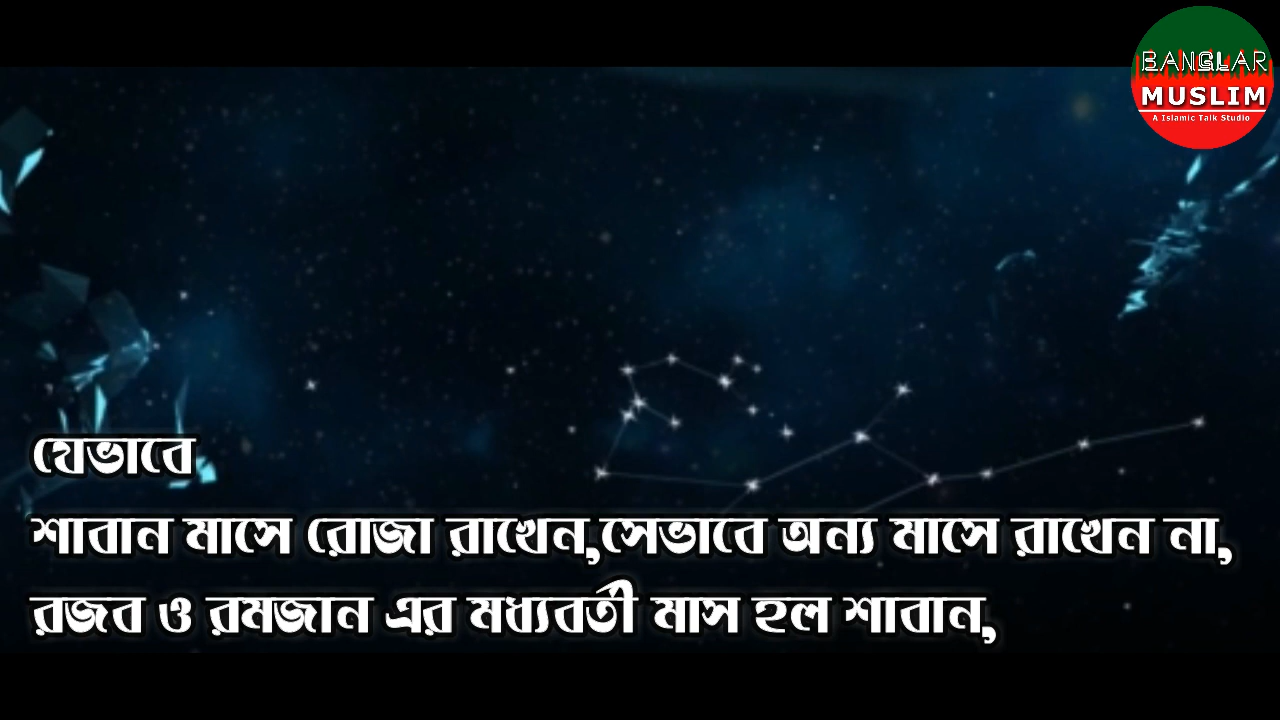 BANGLAR
MUSLIM
A Islamic Talk Studio
যেভাবে
শাবান মাসে রোজা রাখেন,সেভাবে অন্য মাসে রাখেন না,
রজব ও রমজান এর মধ্যবর্তী মাস হল শাবান,